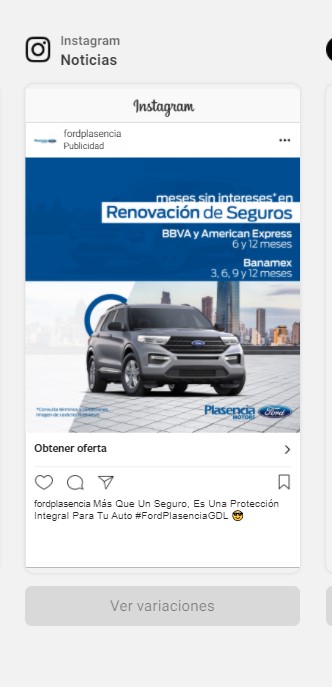 Instagram
Noticias
Instagram
fordplasencia
Publicidad
meses sin intereses* en
Renovación de Seguros
BBVA y American Express
6 y 12 meses
Banamex
3, 6, 9 y 12 meses
*Consulta términos y condiciones.
Imagen de carácter ilustrativo
Plasencia Ford
MOTORS
Obtener oferta
fordplasencia Más Que Un Seguro, Es Una Protección
Integral Para Tu Auto #FordPlasenciaGDL 😎
Ver variaciones